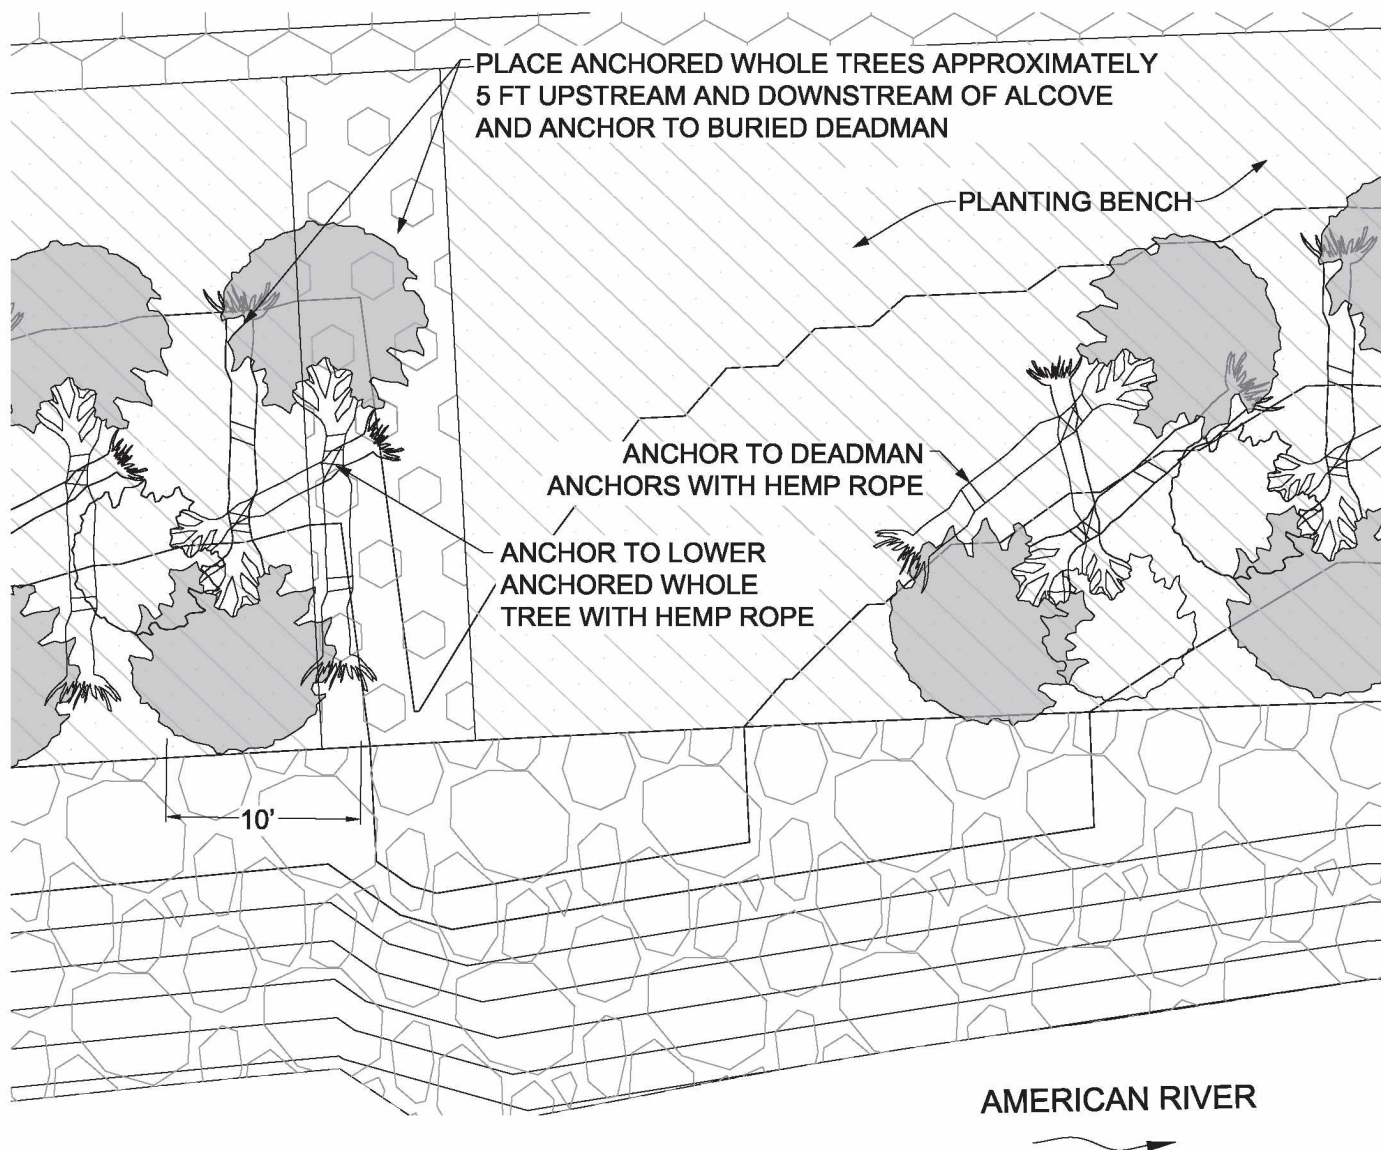 PLACE ANCHORED WHOLE TREES APPROXIMATELY
5 FT UPSTREAM AND DOWNSTREAM OF ALCOVE
AND ANCHOR TO BURIED DEADMAN
PLANTING BENCH
ANCHOR TO DEADMAN
ANCHORS WITH HEMP ROPE
ANCHOR TO LOWER
ANCHORED WHOLE
TREE WITH HEMP ROPE
10'
AMERICAN RIVER